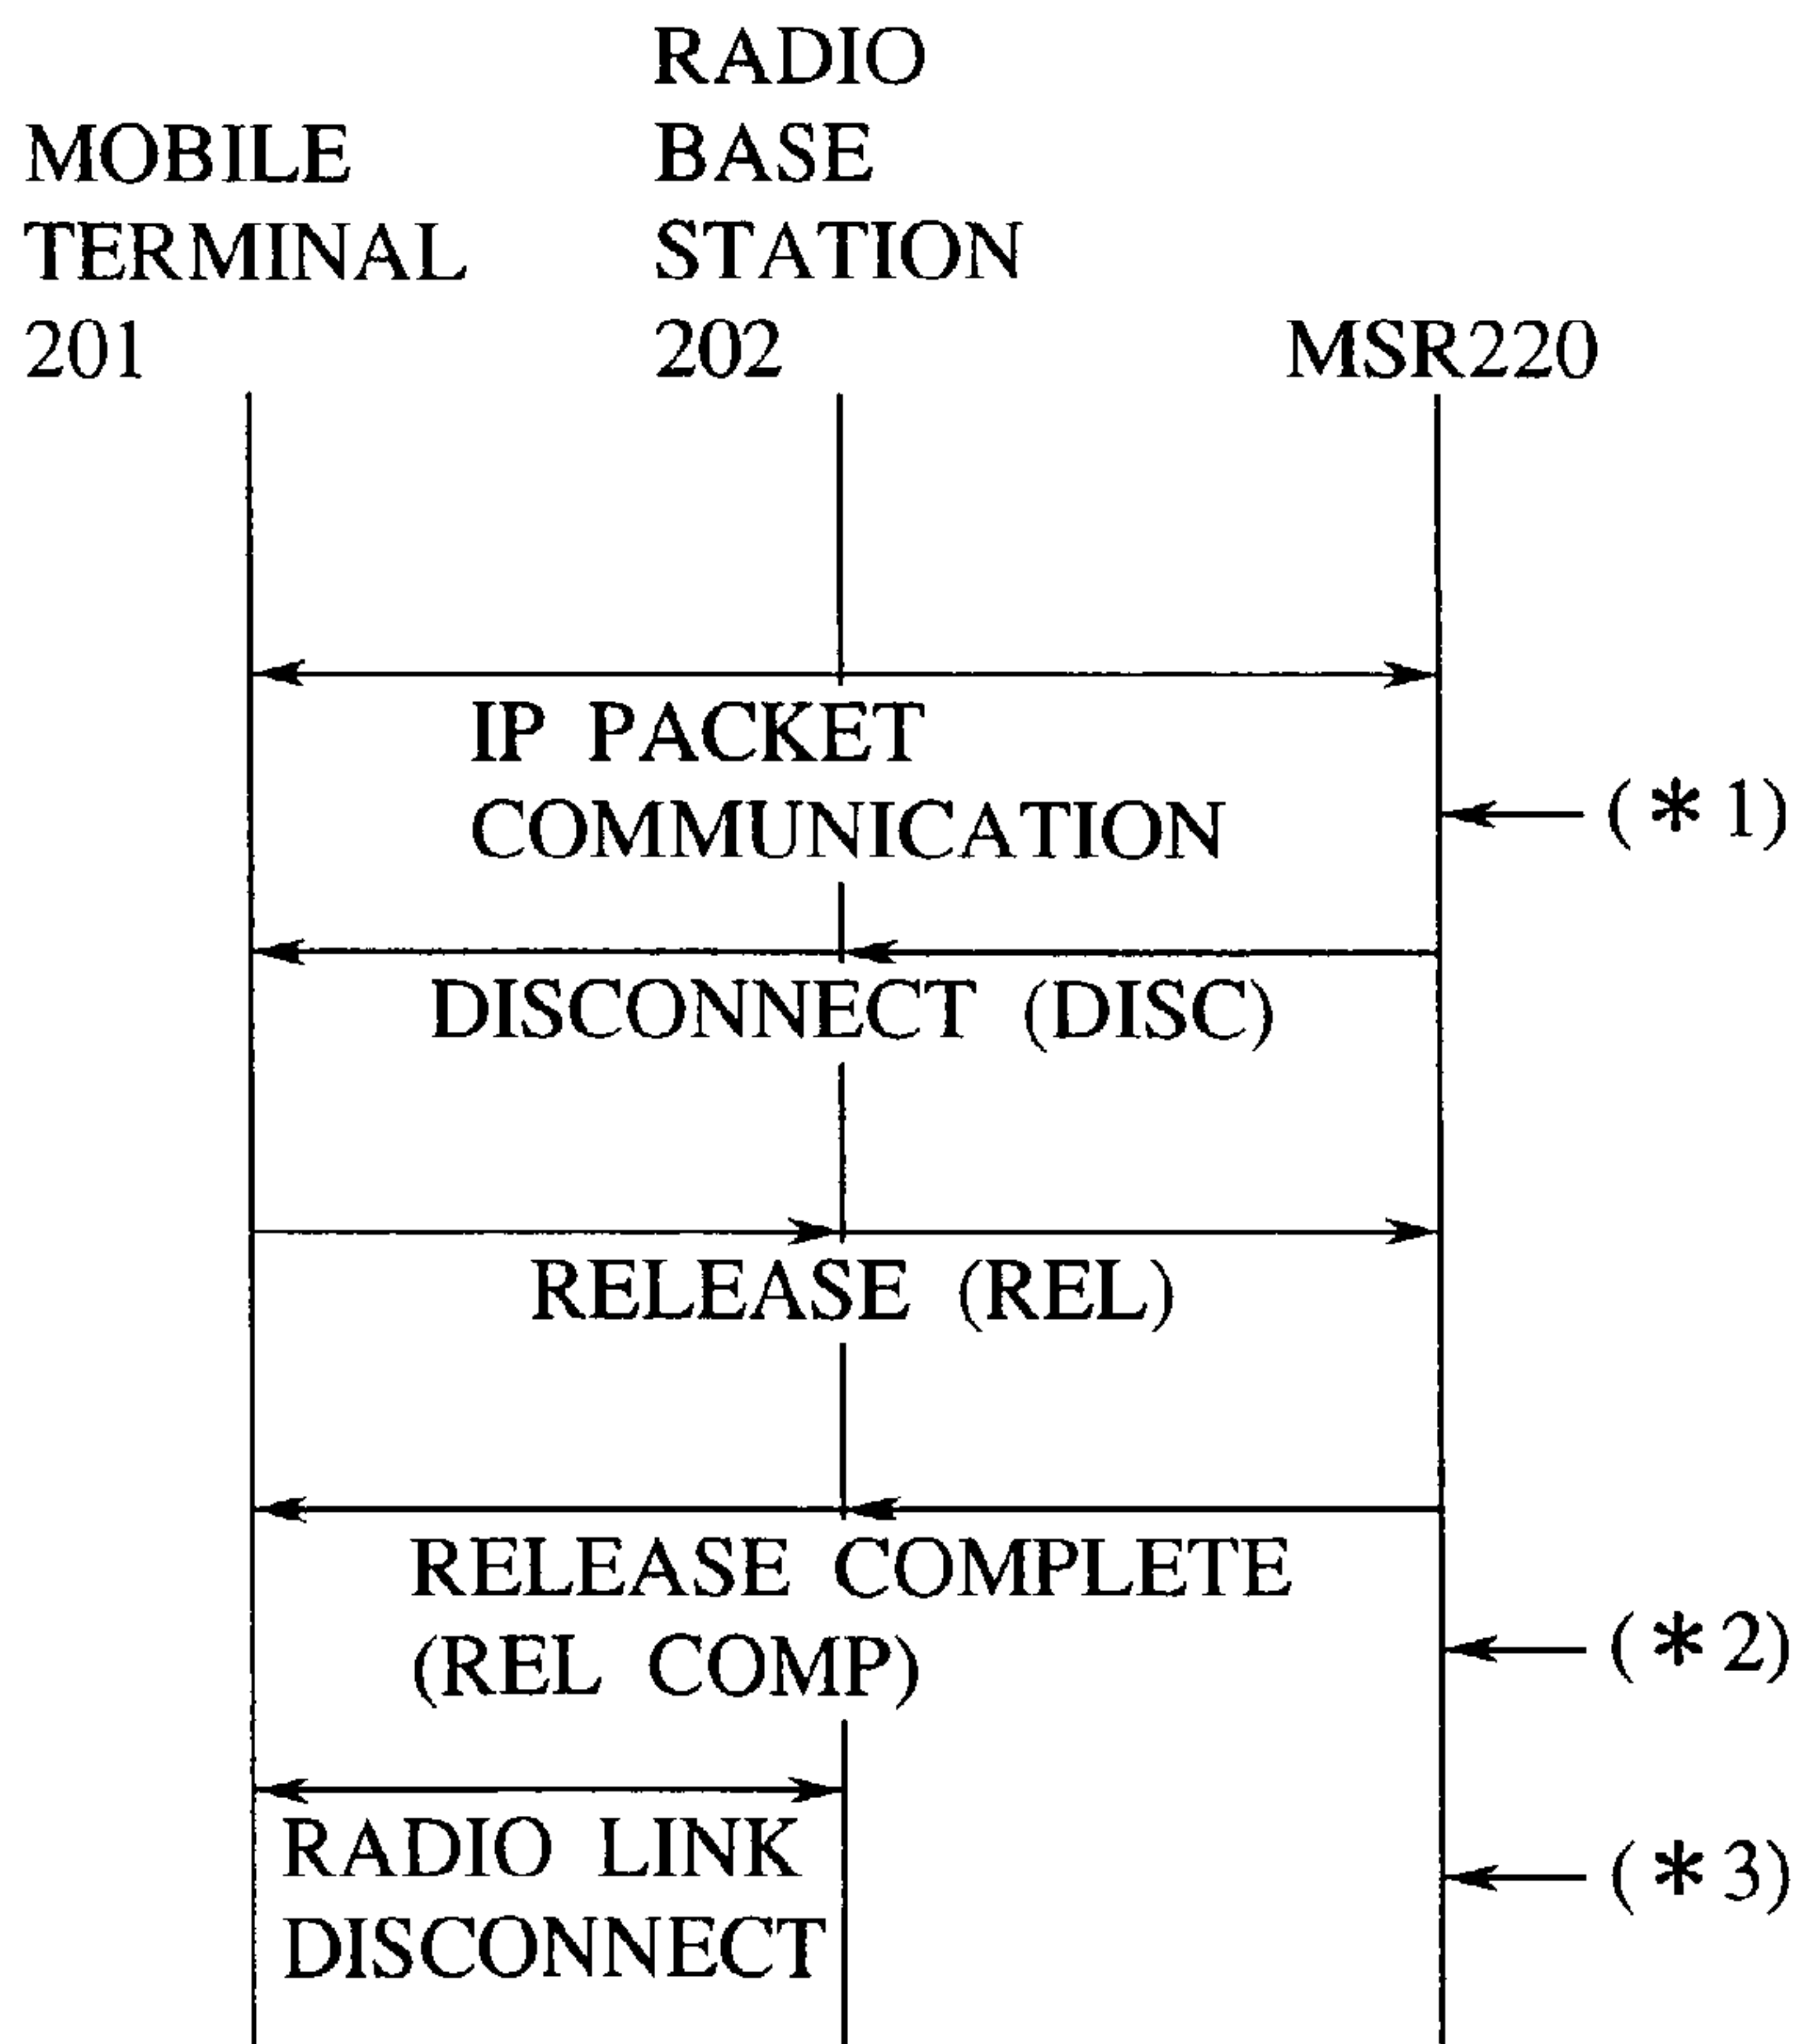 MOBILE
TERMINAL
201
RADIO
BASE
STATION
202
MSR220
IP PACKET
COMMUNICATION
(*1)
DISCONNECT (DISC)
RELEASE (REL)
RELEASE COMPLETE
(REL COMP)
(*2)
RADIO LINK
DISCONNECT
(*3)